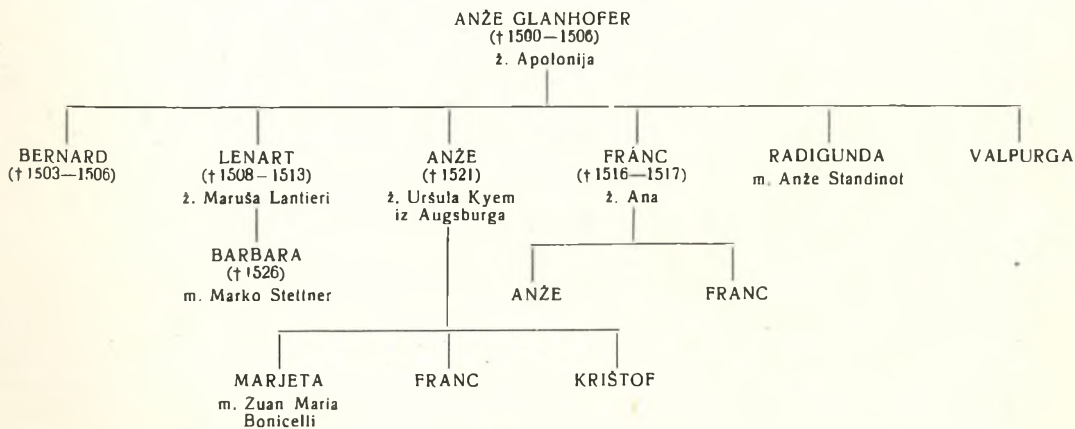 ANŽE GLANHOFER
(† 1500—1506)
ž. Apolonija
BERNARD
(† 1503—1506)
LENART
(† 1508—1513)
ž. Maruša Lantieri
ANŽE
(† 1521)
ž. Uršula Kyem
iz Augsburga
FRANC
(† 1516—1517)
ž. Ana
RADIGUNDA
m. Anže Standinot
VALPURGA
BARBARA
(† 1526)
m. Marko Stettner
ANŽE
FRANC
MARJETA
m. Zuan Maria
Bonicelli
FRANC
KRIŠTOF